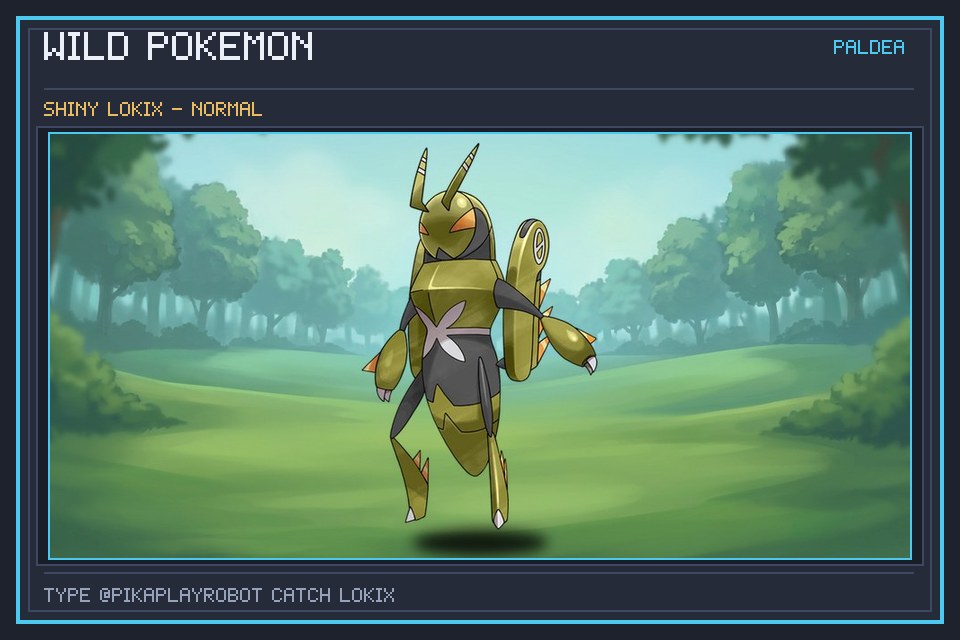 WILD POKEMON
PALDEA
SHINY LOKIX - NORMAL
TYPE @PIKAPLAYROBOT CATCH LOKIX